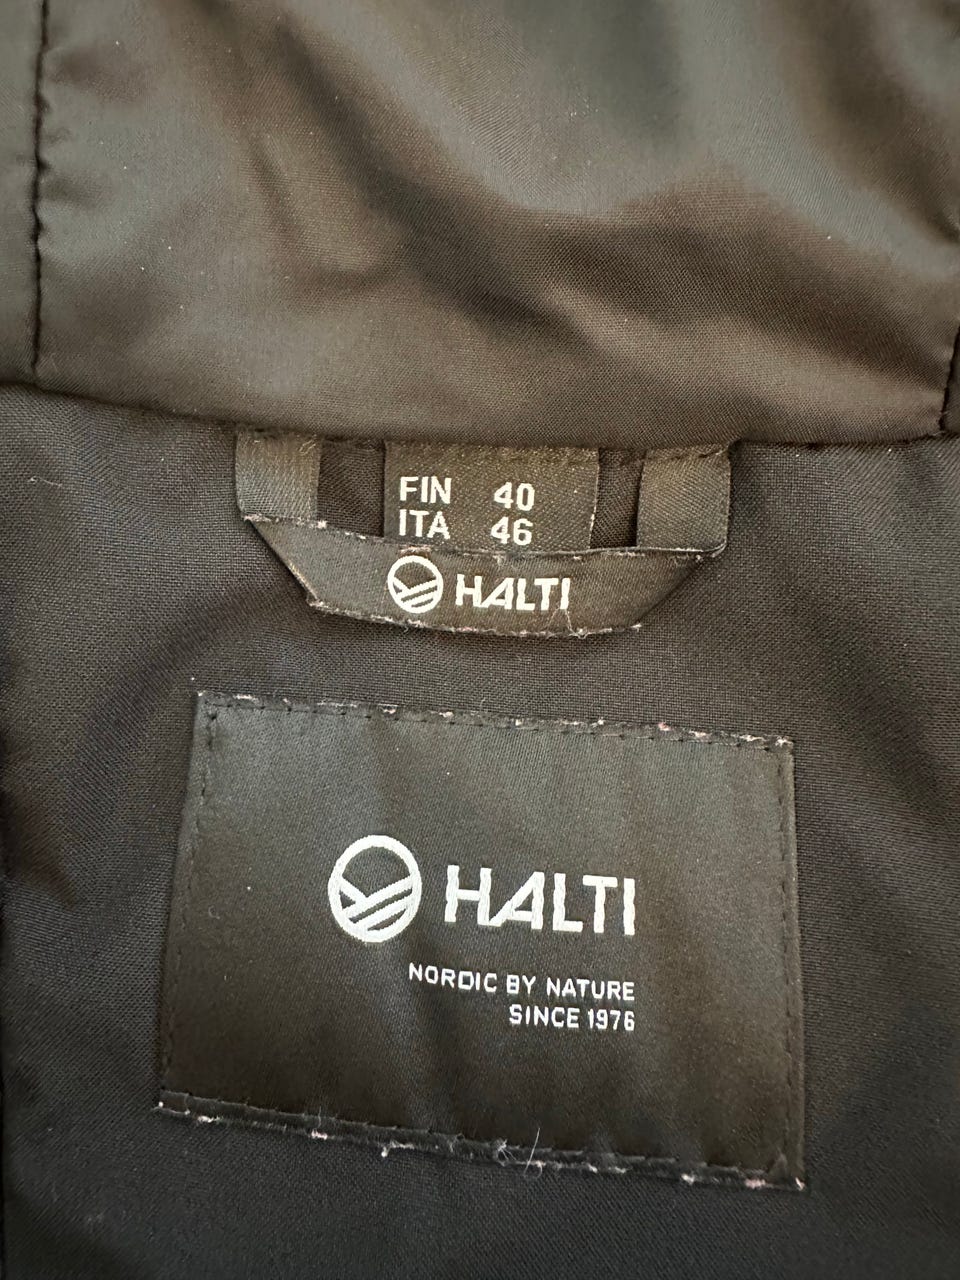 FIN 40
ITA 46
HALTI
HALTI
NORDIC BY NATURE
SINCE 1976